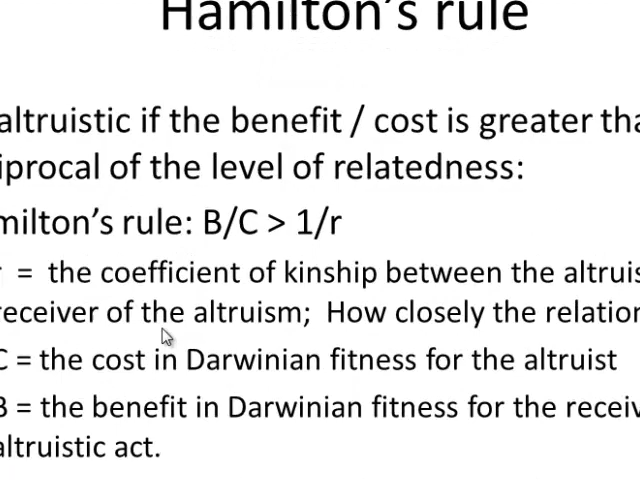 Hamilton's rule
altruistic if the benefit / cost is greater tha
iprocal of the level of relatedness:
milton's rule: B/C > 1/r
r = the coefficient of kinship between the altruis
receiver of the altruism; How closely the relation
C = the cost in Darwinian fitness for the altruist
B = the benefit in Darwinian fitness for the receiv
altruistic act.